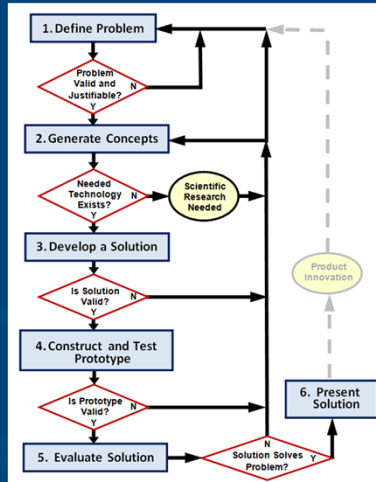 1. Define Problem
Problem
Valid and
Justifiable?
N
Y
2. Generate Concepts
Needed
Technology
Exists?
N
Y
Scientific
Research
Needed
3. Develop a Solution
Is Solution
Valid?
N
Y
Product
Innovation
4. Construct and Test
Prototype
Is Prototype
Valid?
N
Y
6. Present
Solution
5. Evaluate Solution
N
Solution Solves
Problem?
Y